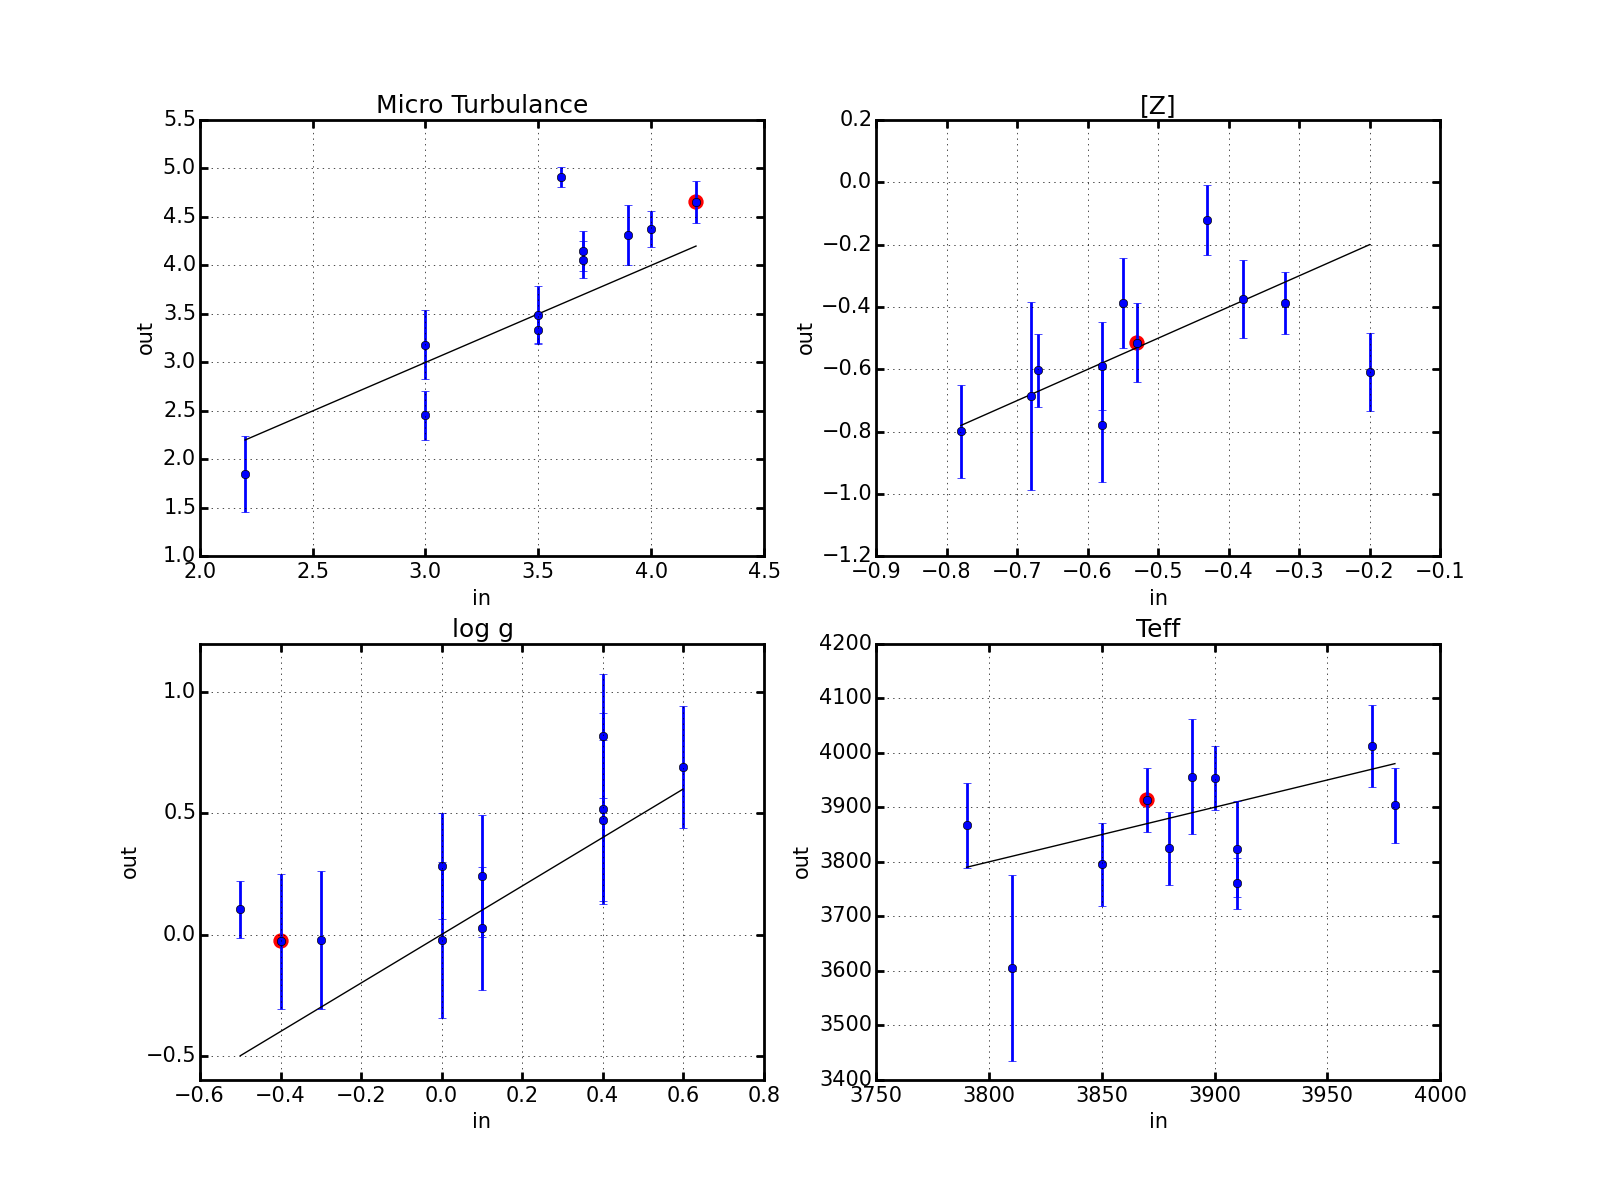 Micro Turbulance
5.5
5.0
4.5
4.0
3.5
3.0
2.5
2.0
1.5
1.0
out
2.0 2.5 3.0 3.5 4.0 4.5
in
[Z]
0.2
0.0
−0.2
−0.4
−0.6
−0.8
−1.0
−1.2
out
−0.9 −0.8 −0.7 −0.6 −0.5 −0.4 −0.3 −0.2 −0.1
in
log g
1.0
0.5
0.0
−0.5
out
−0.6 −0.4 −0.2 0.0 0.2 0.4 0.6 0.8
in
Teff
4200
4100
4000
3900
3800
3700
3600
3500
3400
out
3750 3800 3850 3900 3950 4000
in